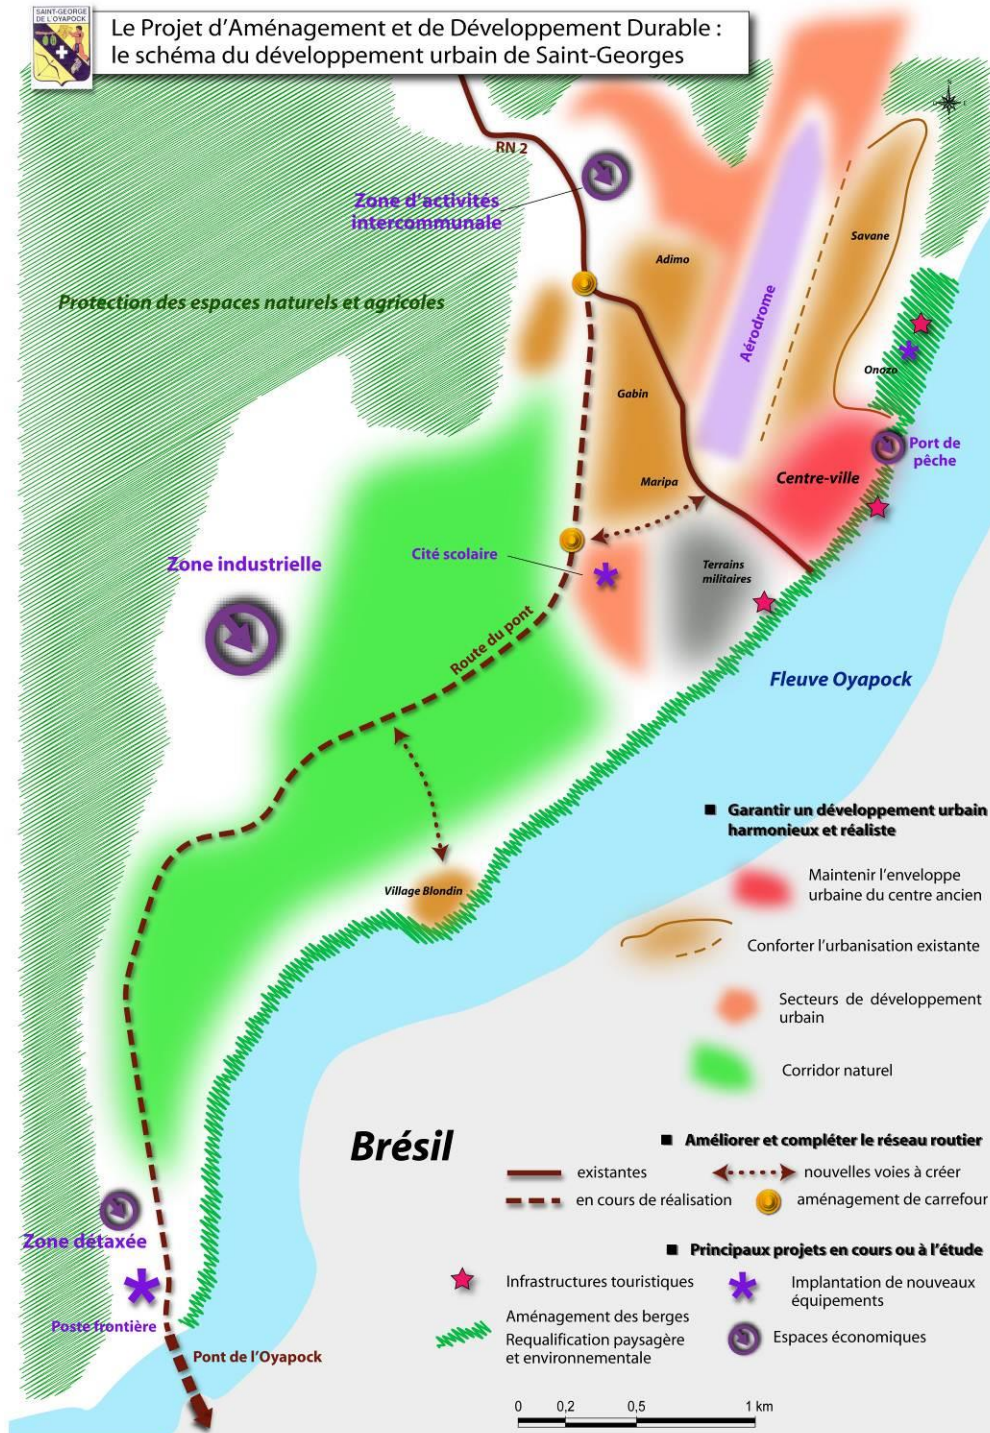 SAINT-GEORGE
DE L'OYAPOCK
Le Projet d'Aménagement et de Développement Durable :
le schéma du développement urbain de Saint-Georges
N
E
RN 2
Zone d'activités
intercommunale
Protection des espaces naturels et agricoles
Adimo
Savane
Aérodrome
Onozo
Gabin
Port de
pêche
Centre-ville
Maripa
Cité scolaire
Zone industrielle
Terrains
militaires
Route du pont
Fleuve Oyapock
Village Blondin
Garantir un développement urbain
harmonieux et réaliste
Maintenir l'enveloppe
urbaine du centre ancien
Conforter l'urbanisation existante
Secteurs de développement
urbain
Corridor naturel
Brésil
Améliorer et compléter le réseau routier
existantes
nouvelles voies à créer
en cours de réalisation
aménagement de carrefour
Zone détaxée
Poste frontière
Pont de l'Oyapock
Principaux projets en cours ou à l'étude
Infrastructures touristiques
Implantation de nouveaux
équipements
Aménagement des berges
Requalification paysagère
et environnementale
Espaces économiques
0 0,2 0,5 1 km